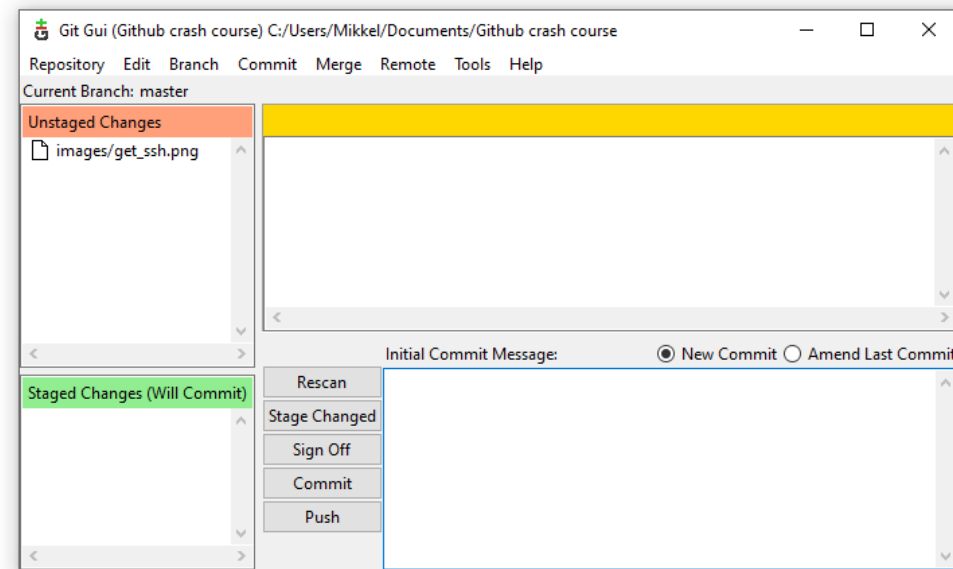 Git Gui (Github crash course) C:/Users/Mikkel/Documents/Github crash course
Repository Edit Branch Commit Merge Remote Tools Help
Current Branch: master
Unstaged Changes
images/get_ssh.png
Initial Commit Message: New Commit Amend Last Commit
Rescan
Staged Changes (Will Commit)
Stage Changed
Sign Off
Commit
Push